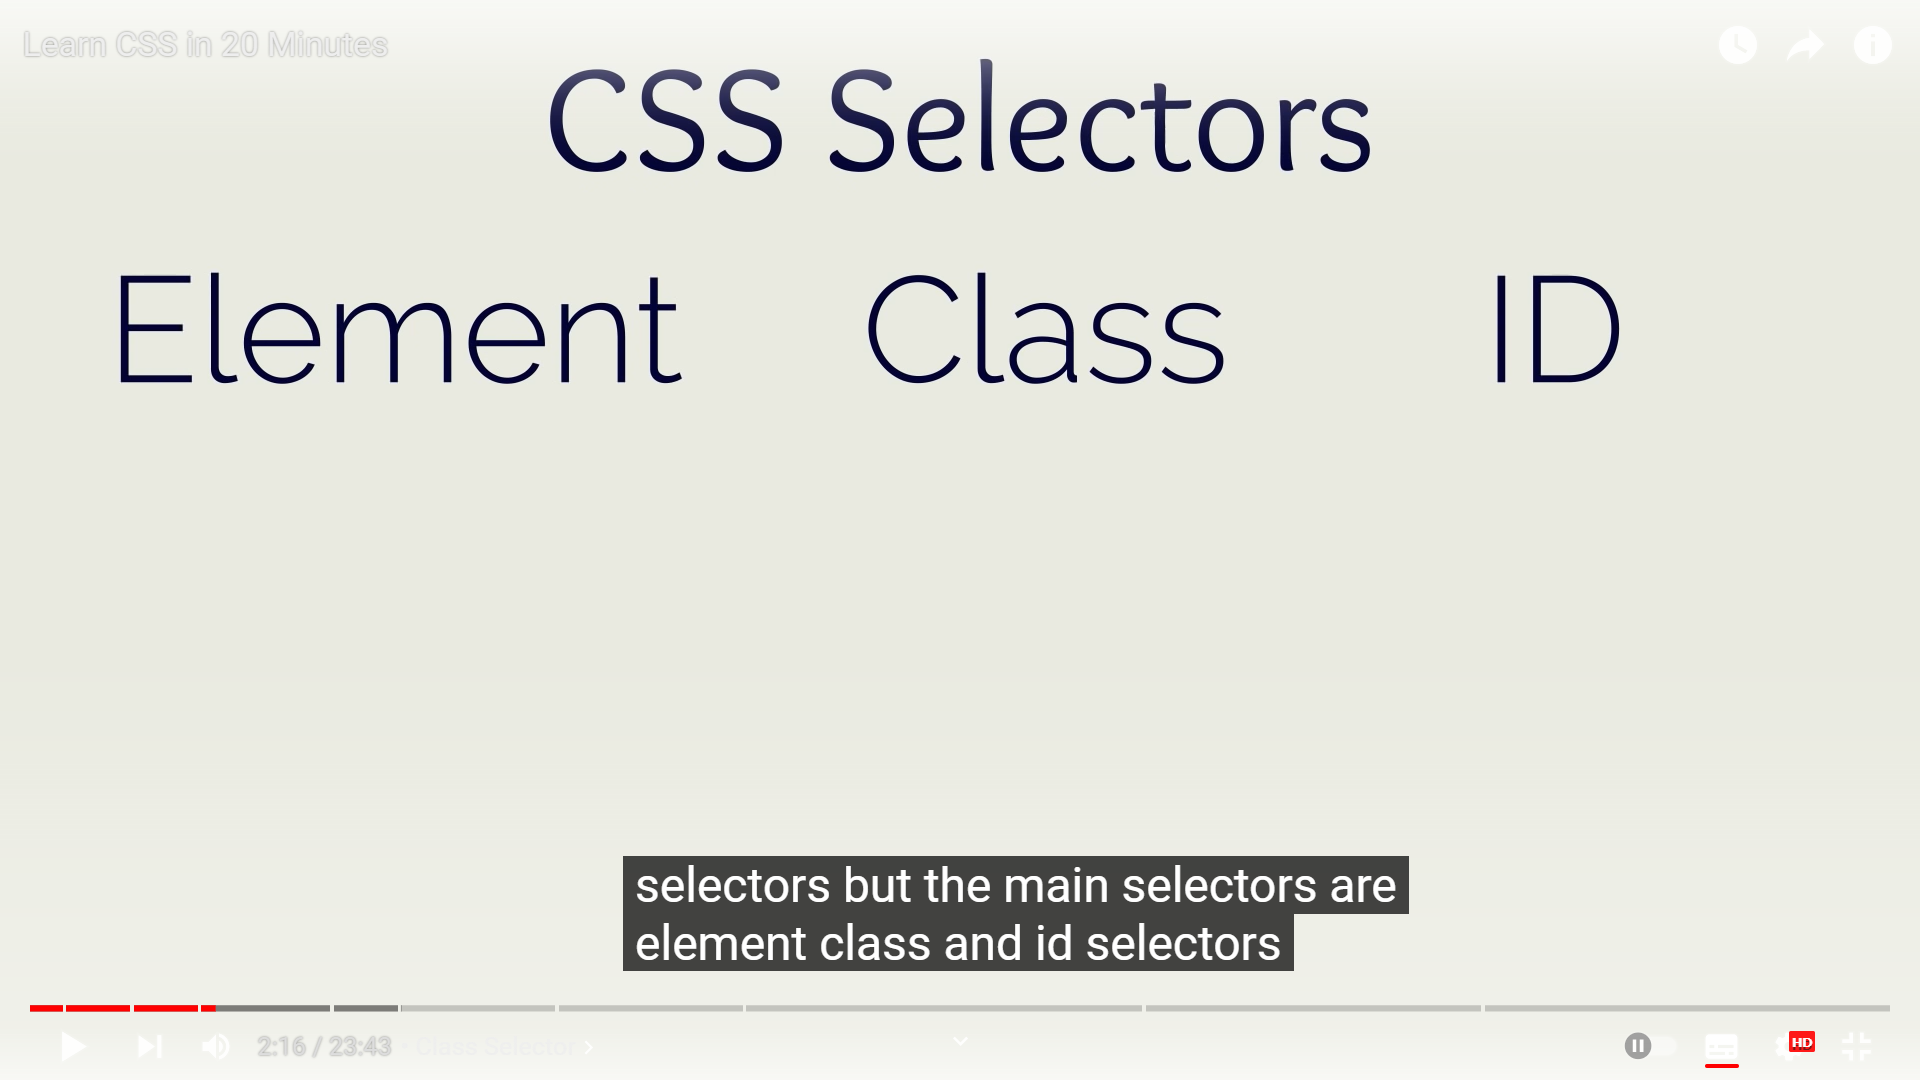 Learn CSS in 20 Minutes
CSS Selectors
Element Class ID
selectors but the main selectors are
element class and id selectors
2:16 / 23:43 • Class Selector
HD